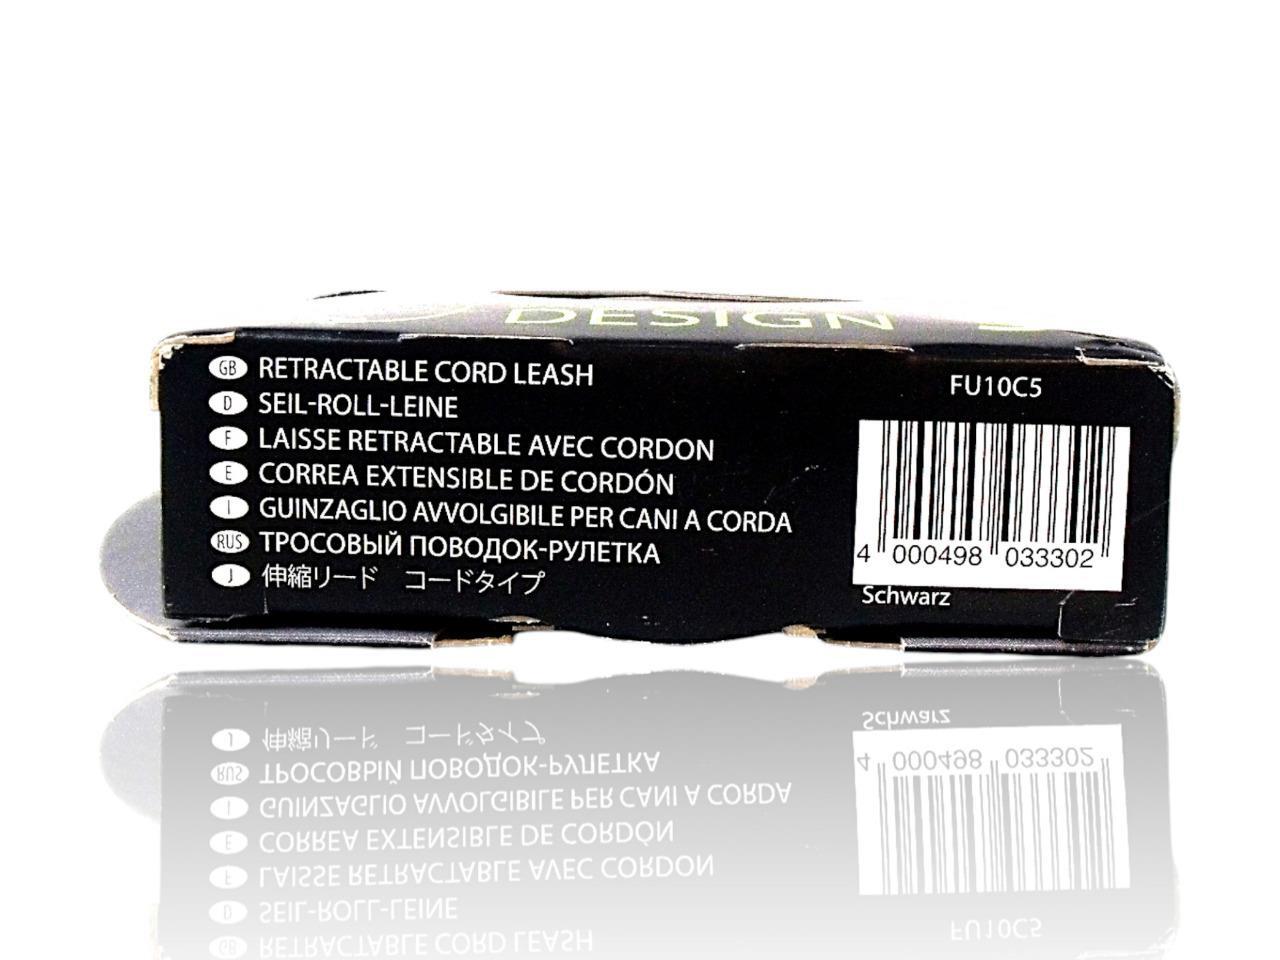 DESIGN
GB RETRACTABLE CORD LEASH
D SEIL-ROLL-LEINE
F LAISSE RETRACTABLE AVEC CORDON
E CORREA EXTENSIBLE DE CORDÓN
I GUINZAGLIO AVVOLGIBILE PER CANI A CORDA
RUS ТРОСОВЫЙ ПОВОДОК-РУЛЕТКА
J 伸縮リード コードタイプ
FU10C5
4 000498 033302
Schwarz